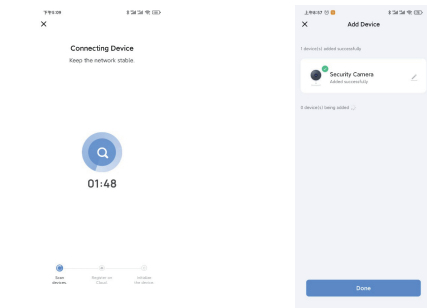 Connecting Device
Keep the network stable.
01:48
Scan devices
Register on Cloud
Initialize the device
Add Device
1 device(s) added successfully
Security Camera
Added successfully
0 device(s) being added
Done